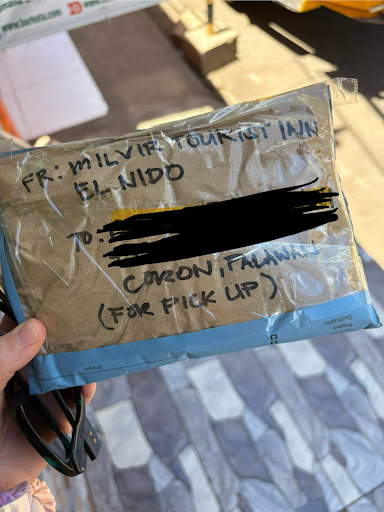 FR: MILVIR TOURIST INN
EL NIDO
TO:
CORON, PALAWAN
(FOR PICK UP)